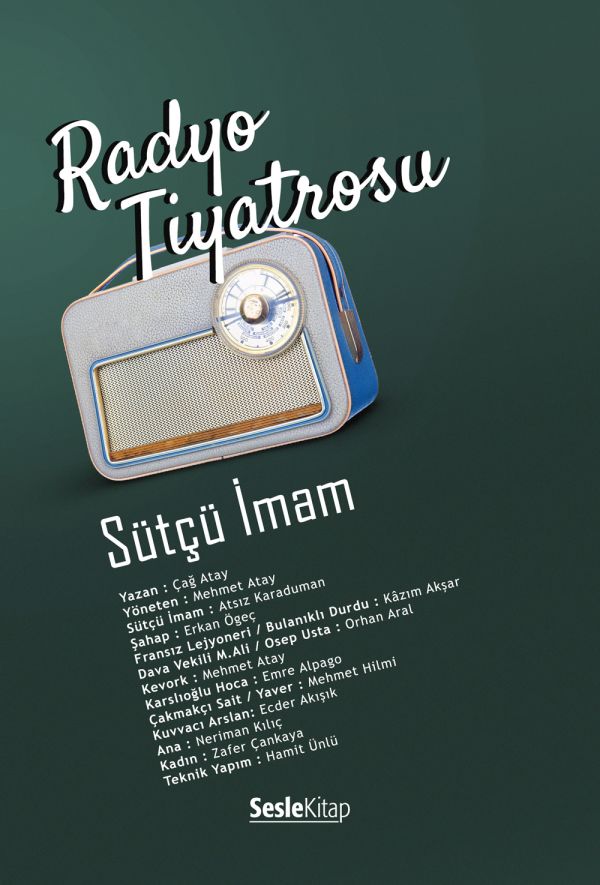 Radyo
Tiyatrosu
Sütçü İmam
Yazan : Çağ Atay
Yöneten : Mehmet Atay
Sütçü İmam : Atsız Karaduman
Şahap : Erkan Ögeç
Fransız Lejyoneri / Bulanıklı Durdu : Kâzım Akşar
Dava Vekili M.Ali / Osep Usta : Orhan Aral
Kevork : Mehmet Atay
Karslıoğlu Hoca : Emre Alpago
Çakmakçı Sait / Yaver : Mehmet Hilmi
Kuvvacı Arslan: Ecder Akışık
Ana : Neriman Kılıç
Kadın : Zafer Çankaya
Teknik Yapım : Hamit Ünlü
SesleKitap